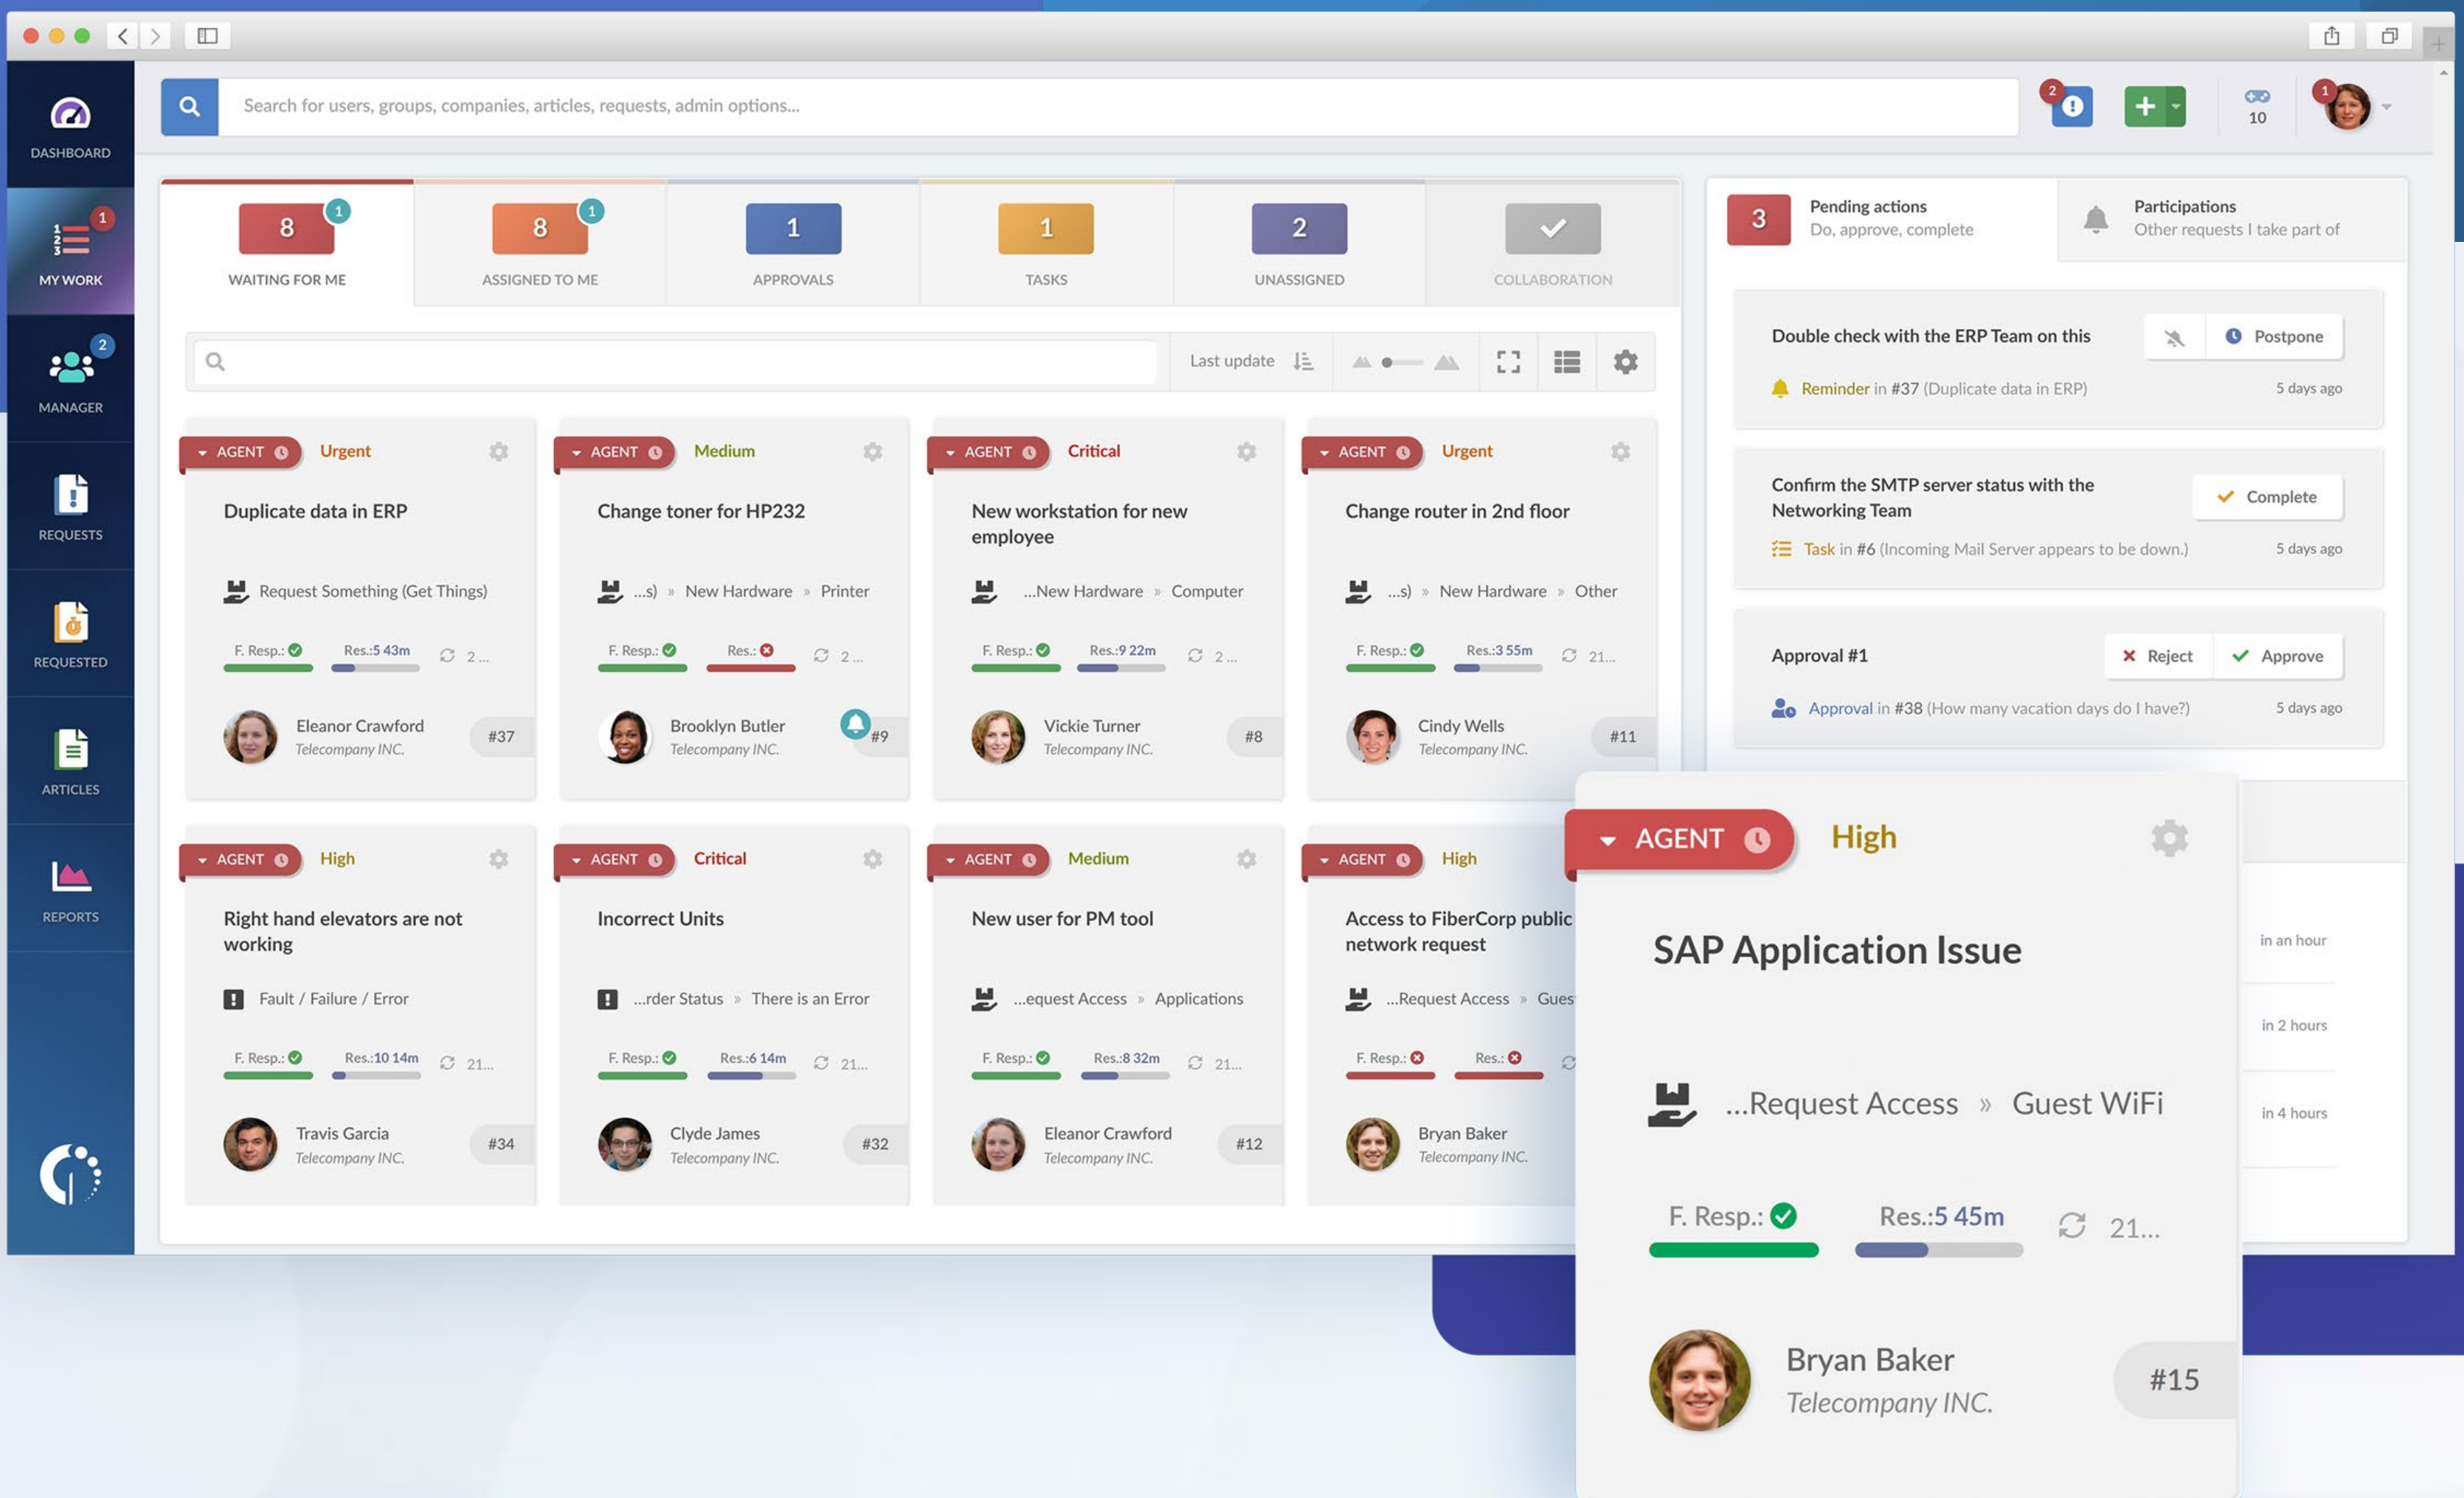 Search for users, groups, companies, articles, requests, admin options...
2
10
1
DASHBOARD
1
1
2
3
MY WORK
2
MANAGER
REQUESTS
REQUESTED
ARTICLES
REPORTS
8
1
WAITING FOR ME
8
1
ASSIGNED TO ME
1
APPROVALS
1
TASKS
2
UNASSIGNED
COLLABORATION
Last update
AGENT
Urgent
Duplicate data in ERP
Request Something (Get Things)
F. Resp.:
Res.:5 43m
2 ...
Eleanor Crawford
Telecompany INC.
#37
AGENT
Medium
Change toner for HP232
...s) » New Hardware » Printer
F. Resp.:
Res.:
2 ...
Brooklyn Butler
Telecompany INC.
#9
AGENT
Critical
New workstation for new
employee
...New Hardware » Computer
F. Resp.:
Res.:9 22m
2 ...
Vickie Turner
Telecompany INC.
#8
AGENT
Urgent
Change router in 2nd floor
...s) » New Hardware » Other
F. Resp.:
Res.:3 55m
21...
Cindy Wells
Telecompany INC.
#11
AGENT
High
Right hand elevators are not
working
Fault / Failure / Error
F. Resp.:
Res.:10 14m
21...
Travis Garcia
Telecompany INC.
#34
AGENT
Critical
Incorrect Units
...rder Status » There is an Error
F. Resp.:
Res.:6 14m
21...
Clyde James
Telecompany INC.
#32
AGENT
Medium
New user for PM tool
...equest Access » Applications
F. Resp.:
Res.:8 32m
21...
Eleanor Crawford
Telecompany INC.
#12
AGENT
High
Access to FiberCorp public
network request
...Request Access » Gues
F. Resp.:
Res.:
Bryan Baker
Telecompany INC.
3
Pending actions
Do, approve, complete
Participations
Other requests I take part of
Double check with the ERP Team on this
Postpone
Reminder in #37 (Duplicate data in ERP)
5 days ago
Confirm the SMTP server status with the
Networking Team
Complete
Task in #6 (Incoming Mail Server appears to be down.)
5 days ago
Approval #1
Reject
Approve
Approval in #38 (How many vacation days do I have?)
5 days ago
in an hour
in 2 hours
in 4 hours
AGENT
High
SAP Application Issue
...Request Access » Guest WiFi
F. Resp.:
Res.:5 45m
21...
Bryan Baker
Telecompany INC.
#15